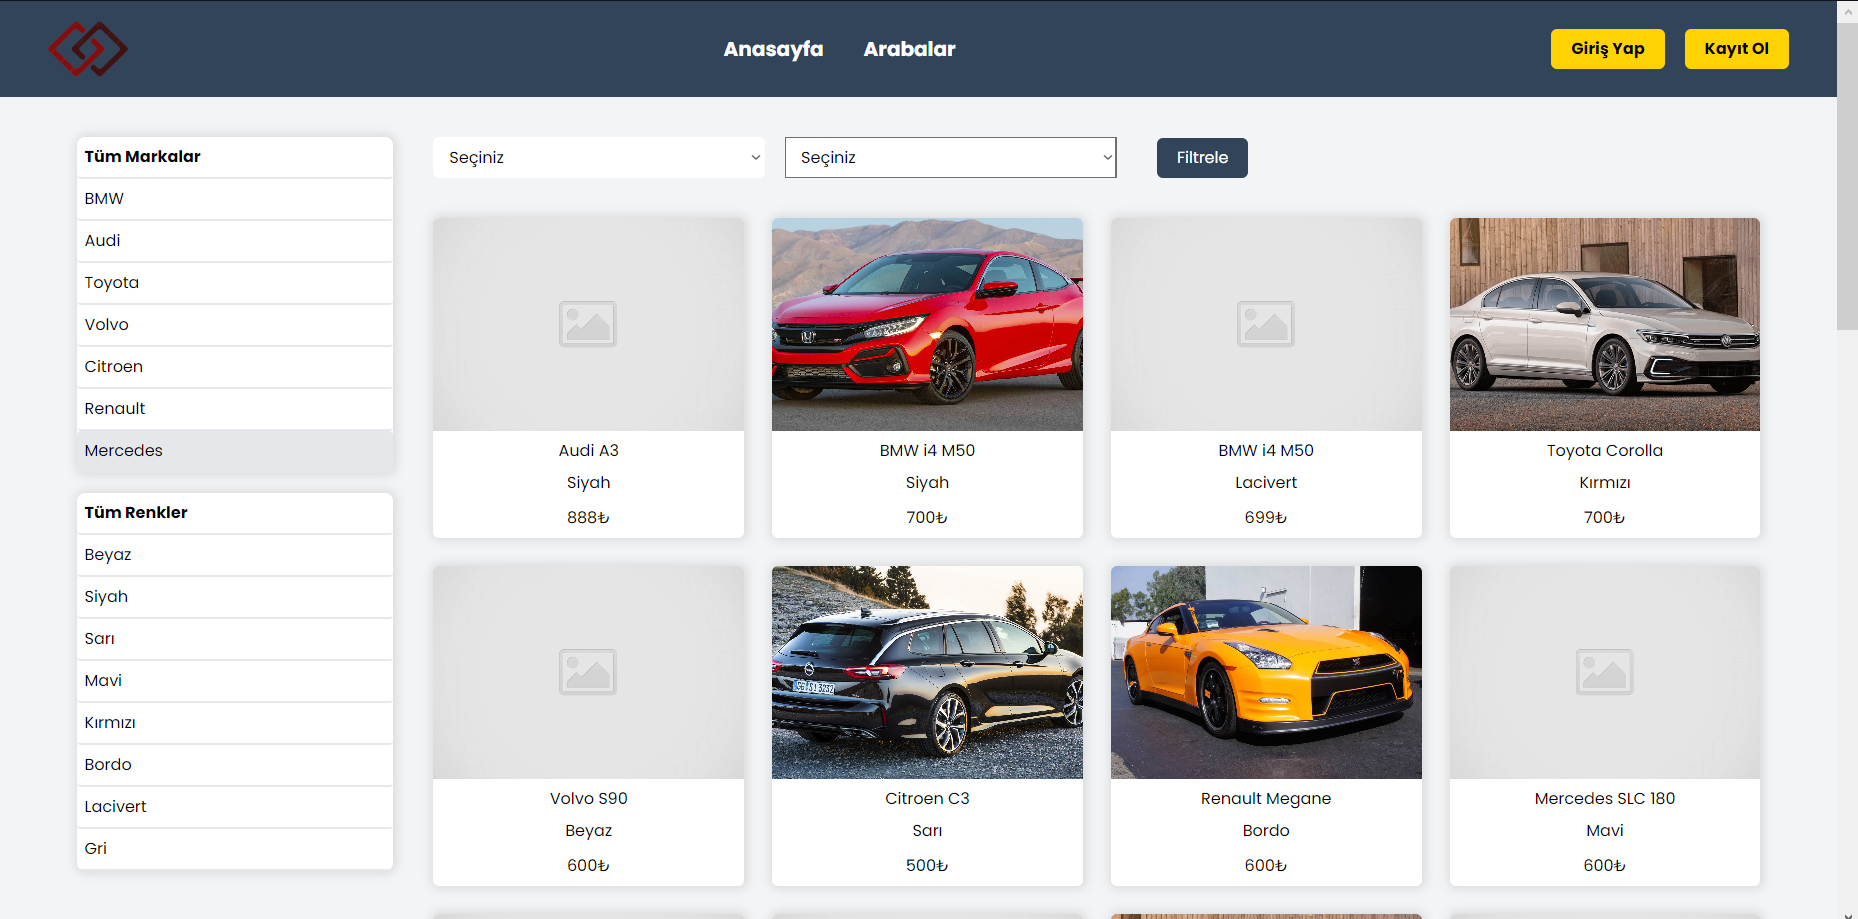 Anasayfa
Arabalar
Giriş Yap
Kayıt Ol
Tüm Markalar
BMW
Audi
Toyota
Volvo
Citroen
Renault
Mercedes
Tüm Renkler
Beyaz
Siyah
Sarı
Mavi
Kırmızı
Bordo
Lacivert
Gri
Seçiniz
Seçiniz
Filtrele
Audi A3
Siyah
888₺
BMW i4 M50
Siyah
700₺
BMW i4 M50
Lacivert
699₺
Toyota Corolla
Kırmızı
700₺
Volvo S90
Beyaz
600₺
Citroen C3
Sarı
500₺
Renault Megane
Bordo
600₺
Mercedes SLC 180
Mavi
600₺